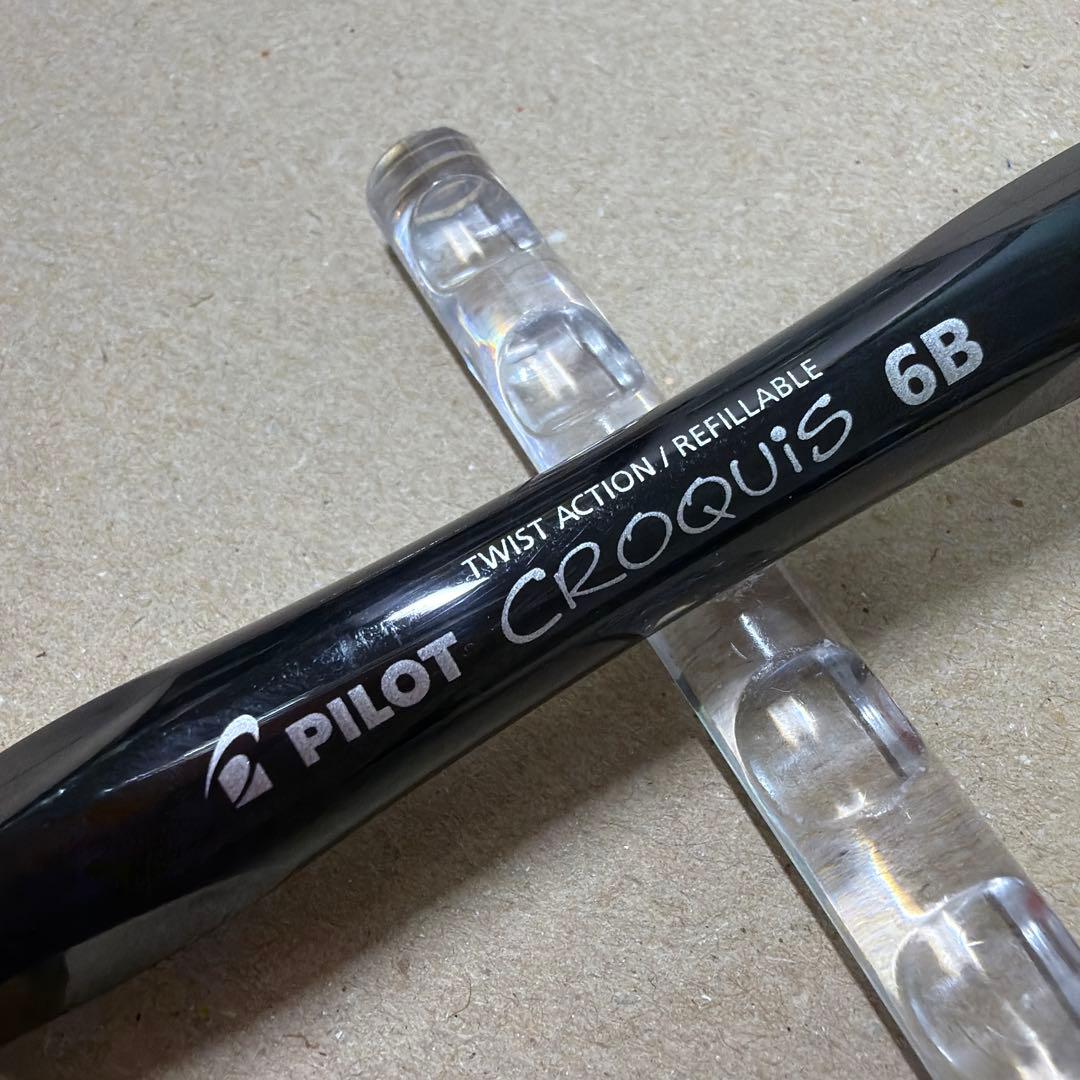 TWIST ACTION / REFILLABLE
PILOT CROQUiS 6B